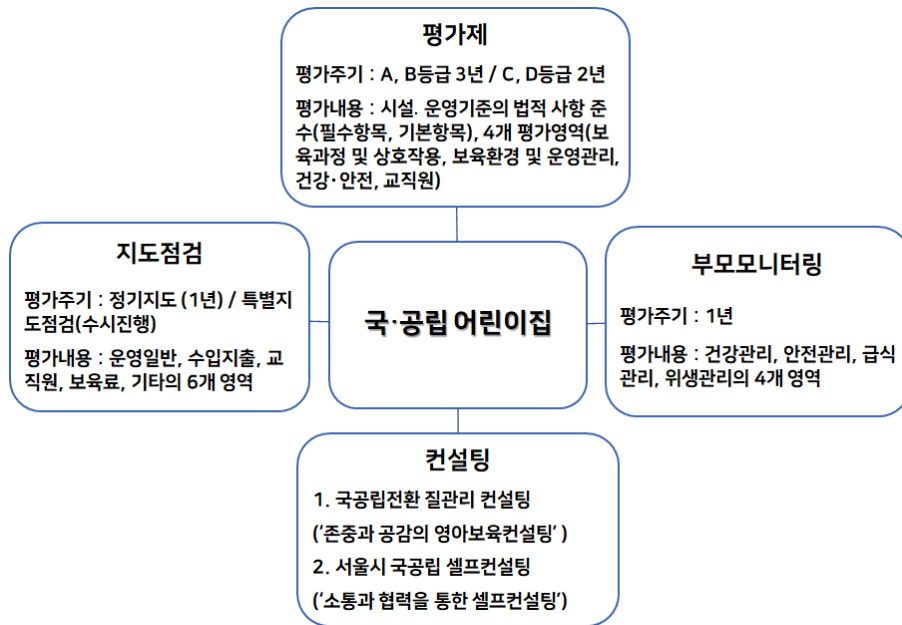 평가제
평가주기 : A, B등급 3년 / C, D등급 2년
평가내용 : 시설. 운영기준의 법적 사항 준
수(필수항목, 기본항목), 4개 평가영역(보
육과정 및 상호작용, 보육환경 및 운영관리,
건강·안전, 교직원)
지도점검
평가주기 : 정기지도 (1년) / 특별지
도점검(수시진행)
평가내용 : 운영일반, 수입지출, 교
직원, 보육료, 기타의 6개 영역
국·공립 어린이집
부모모니터링
평가주기 : 1년
평가내용 : 건강관리, 안전관리, 급식
관리, 위생관리의 4개 영역
컨설팅
1. 국공립전환 질관리 컨설팅
('존중과 공감의 영아보육컨설팅' )
2. 서울시 국공립 셀프컨설팅
('소통과 협력을 통한 셀프컨설팅')